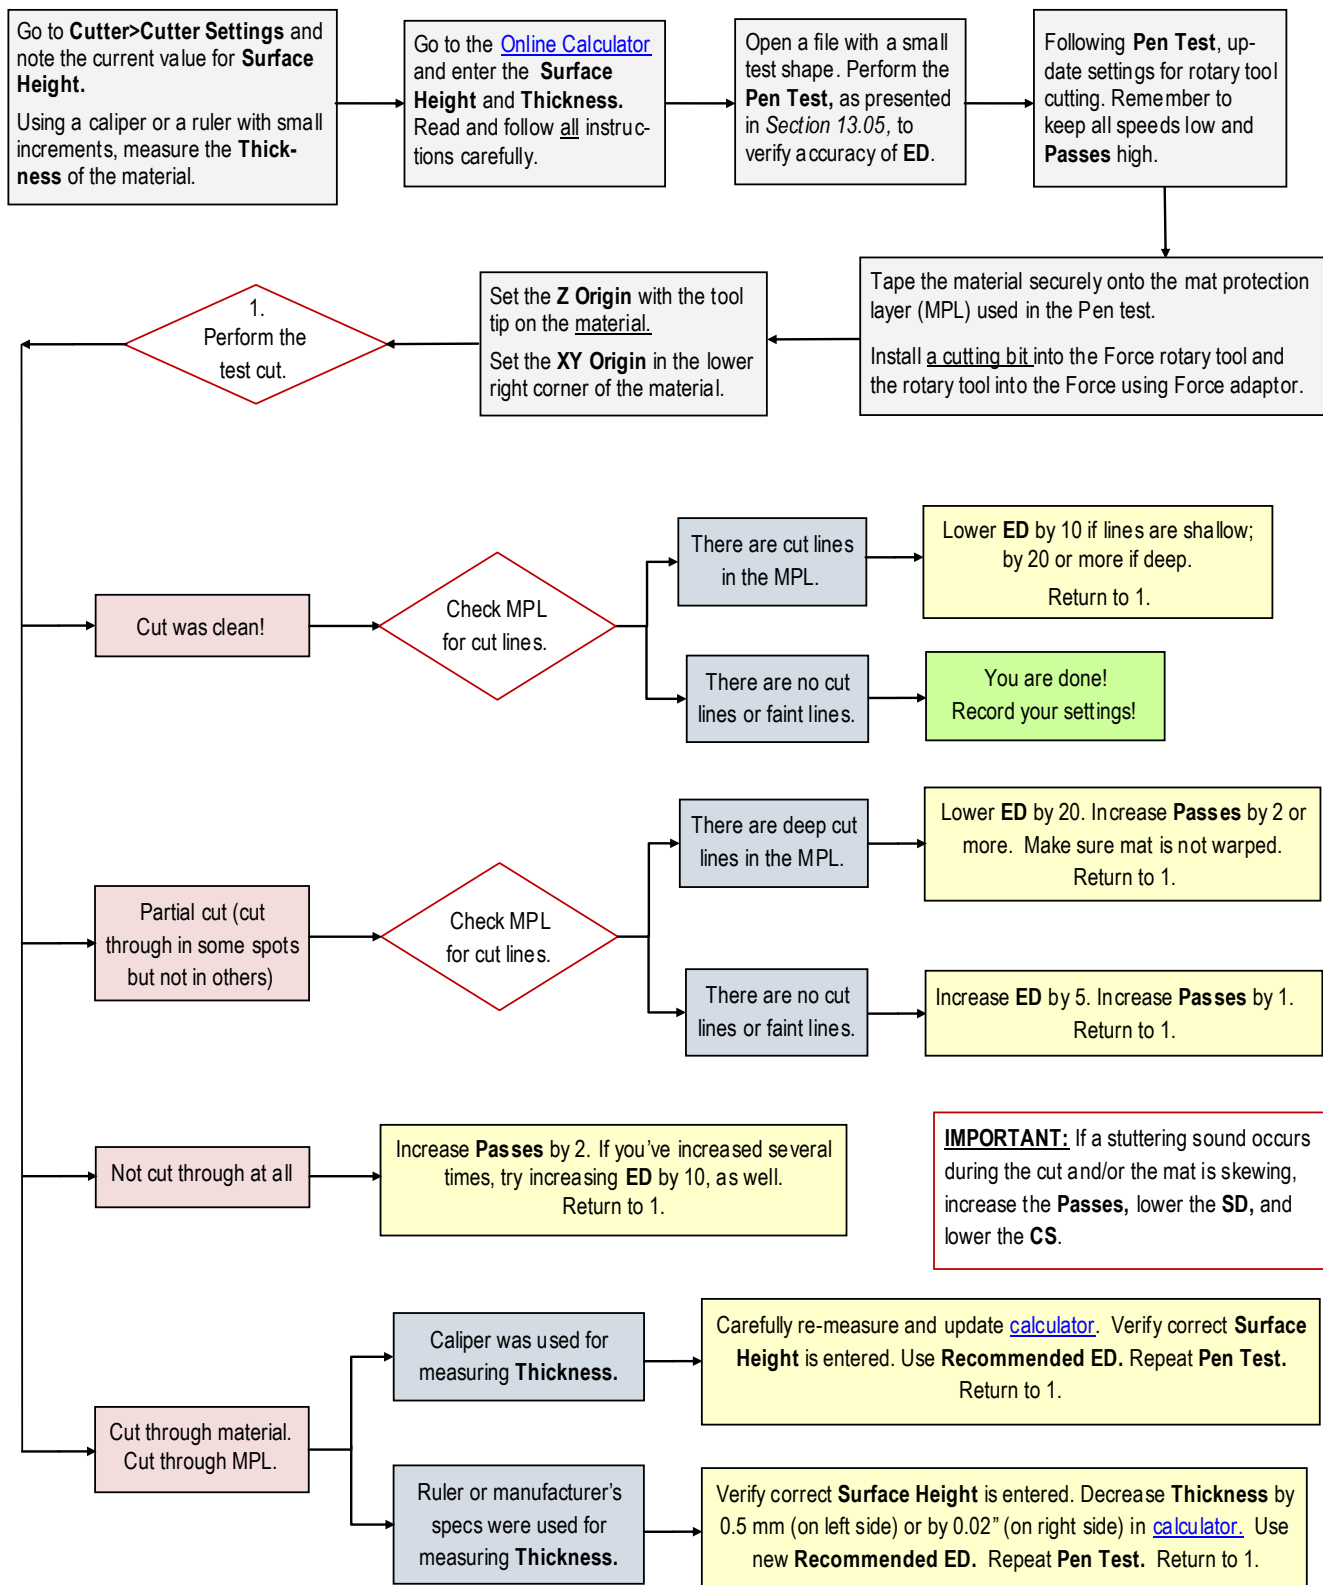 Go to Cutter>Cutter Settings and
note the current value for Surface
Height.
Using a caliper or a ruler with small
increments, measure the Thick-
ness of the material.
Go to the Online Calculator
and enter the Surface
Height and Thickness.
Read and follow all instruc-
tions carefully.
Open a file with a small
test shape. Perform the
Pen Test, as presented
in Section 13.05, to
verify accuracy of ED.
Following Pen Test, up-
date settings for rotary tool
cutting. Remember to
keep all speeds low and
Passes high.
Tape the material securely onto the mat protection
layer (MPL) used in the Pen test.
Install a cutting bit into the Force rotary tool and
the rotary tool into the Force using Force adaptor.
Set the Z Origin with the tool
tip on the material.
Set the XY Origin in the lower
right corner of the material.
1.
Perform the
test cut.
Cut was clean!
Check MPL
for cut lines.
There are cut lines
in the MPL.
Lower ED by 10 if lines are shallow;
by 20 or more if deep.
Return to 1.
There are no cut
lines or faint lines.
You are done!
Record your settings!
Partial cut (cut
through in some spots
but not in others)
Check MPL
for cut lines.
There are deep cut
lines in the MPL.
Lower ED by 20. Increase Passes by 2 or
more. Make sure mat is not warped.
Return to 1.
There are no cut
lines or faint lines.
Increase ED by 5. Increase Passes by 1.
Return to 1.
Not cut through at all
Increase Passes by 2. If you've increased several
times, try increasing ED by 10, as well.
Return to 1.
IMPORTANT: If a stuttering sound occurs
during the cut and/or the mat is skewing,
increase the Passes, lower the SD, and
lower the CS.
Cut through material.
Cut through MPL.
Caliper was used for
measuring Thickness.
Carefully re-measure and update calculator. Verify correct Surface
Height is entered. Use Recommended ED. Repeat Pen Test.
Return to 1.
Ruler or manufacturer's
specs were used for
measuring Thickness.
Verify correct Surface Height is entered. Decrease Thickness by
0.5 mm (on left side) or by 0.02” (on right side) in calculator. Use
new Recommended ED. Repeat Pen Test. Return to 1.